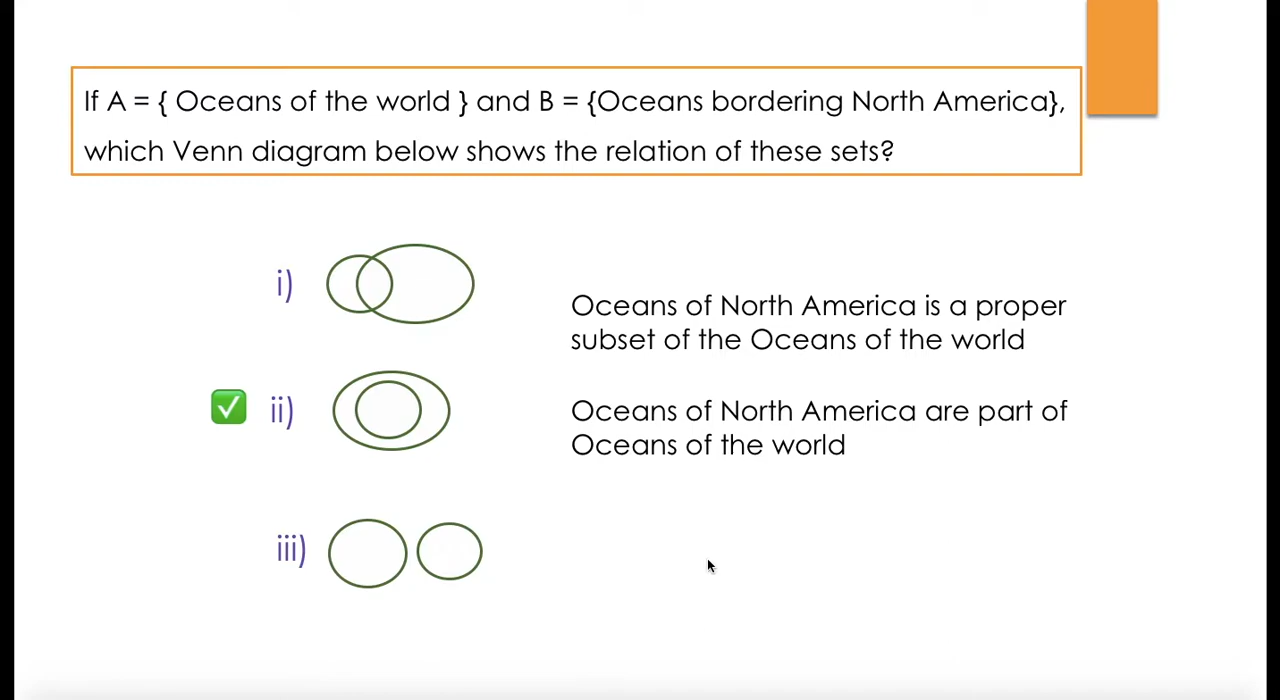 If A = { Oceans of the world } and B = {Oceans bordering North America},
which Venn diagram below shows the relation of these sets?
i)
Oceans of North America is a proper
subset of the Oceans of the world
ii)
Oceans of North America are part of
Oceans of the world
iii)